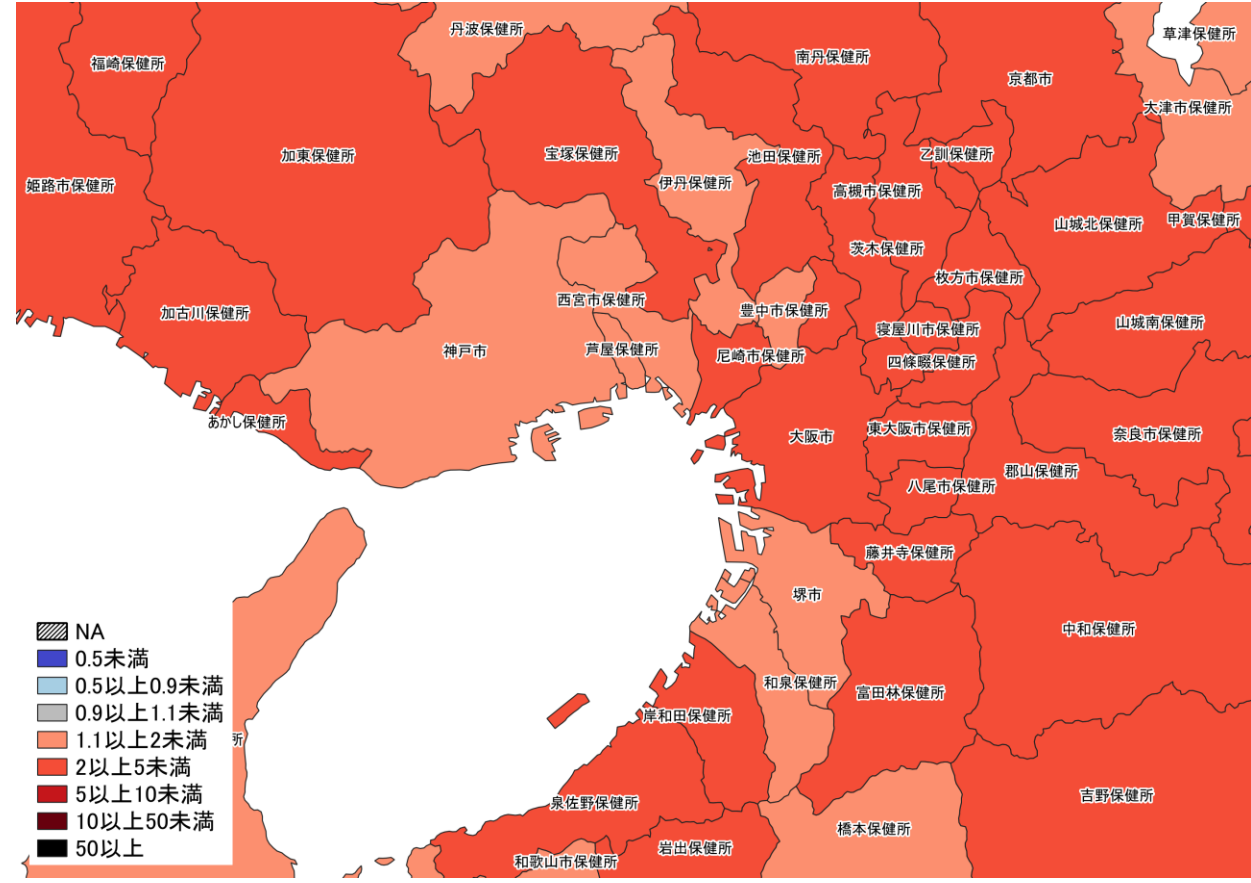 丹波保健所
草津保健所
福崎保健所
南丹保健所
京都市
大津市保健所
加東保健所
宝塚保健所
池田保健所
乙訓保健所
姫路市保健所
伊丹保健所
高槻市保健所
山城北保健所
甲賀保健所
茨木保健所
枚方市保健所
西宮市保健所
加古川保健所
豊中市保健所
山城南保健所
寝屋川市保健所
神戸市
芦屋保健所
尼崎市保健所
四條畷保健所
あかし保健所
大阪市
東大阪市保健所
奈良市保健所
郡山保健所
八尾市保健所
藤井寺保健所
堺市
中和保健所
和泉保健所
富田林保健所
岸和田保健所
所
吉野保健所
泉佐野保健所
橋本保健所
岩出保健所
和歌山市保健所
NA
0.5未満
0.5以上0.9未満
0.9以上1.1未満
1.1以上2未満
2以上5未満
5以上10未満
10以上50未満
50以上